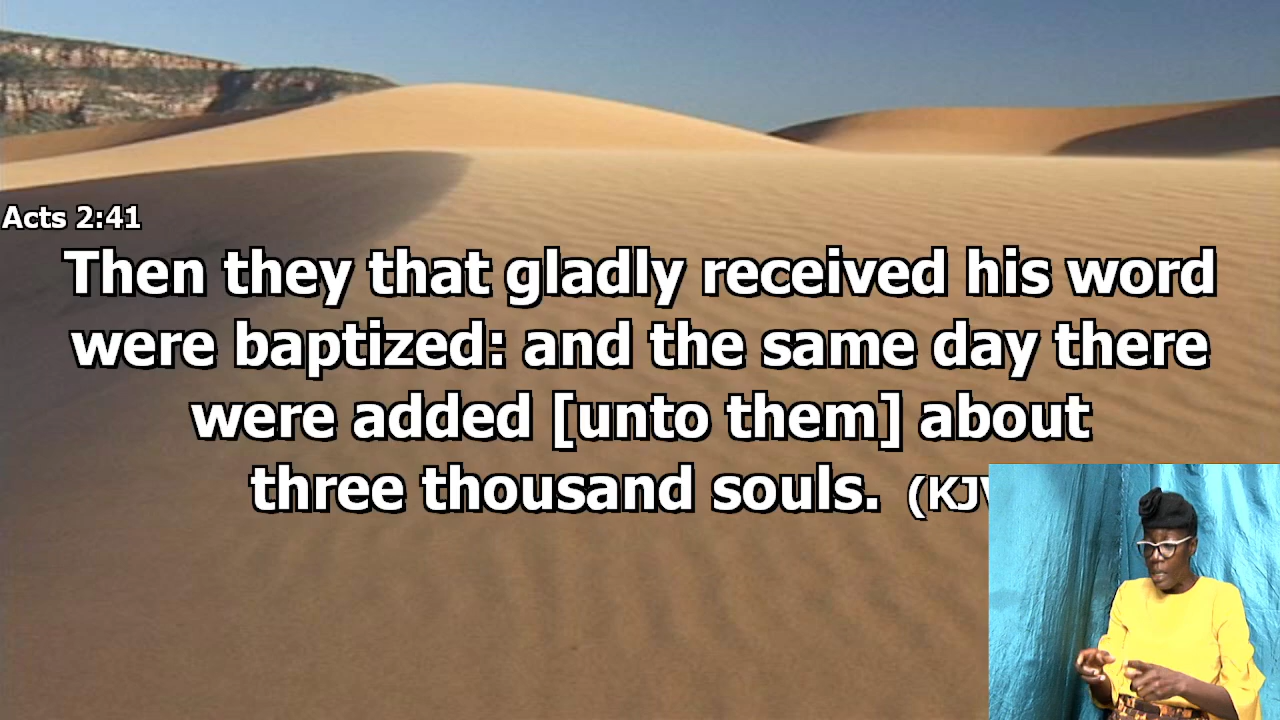 Acts 2:41
Then they that gladly received his word
were baptized: and the same day there
were added [unto them] about
three thousand souls. (KJV